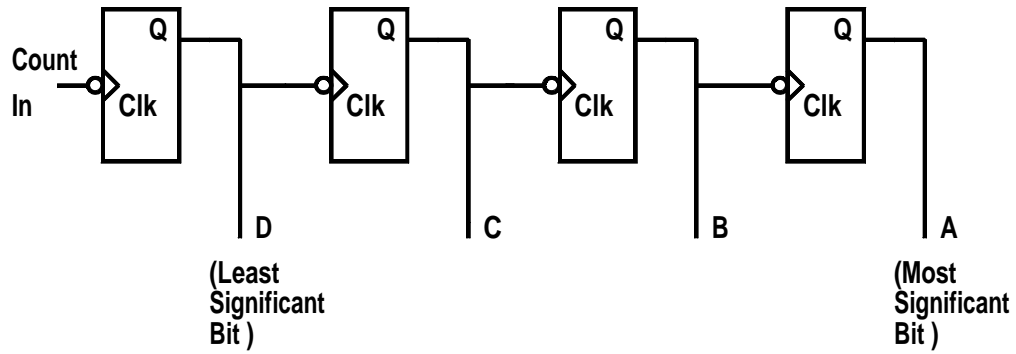 Q
Q
Q
Q
Count
In
Clk
Clk
Clk
Clk
D
C
B
A
(Least
Significant
Bit )
(Most
Significant
Bit )